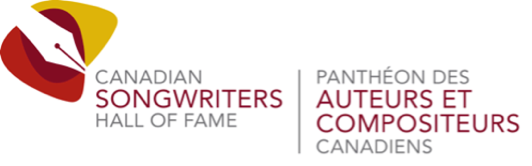 CANADIAN
SONGWRITERS
HALL OF FAME
PANTHÉON DES
AUTEURS ET
COMPOSITEURS
CANADIENS